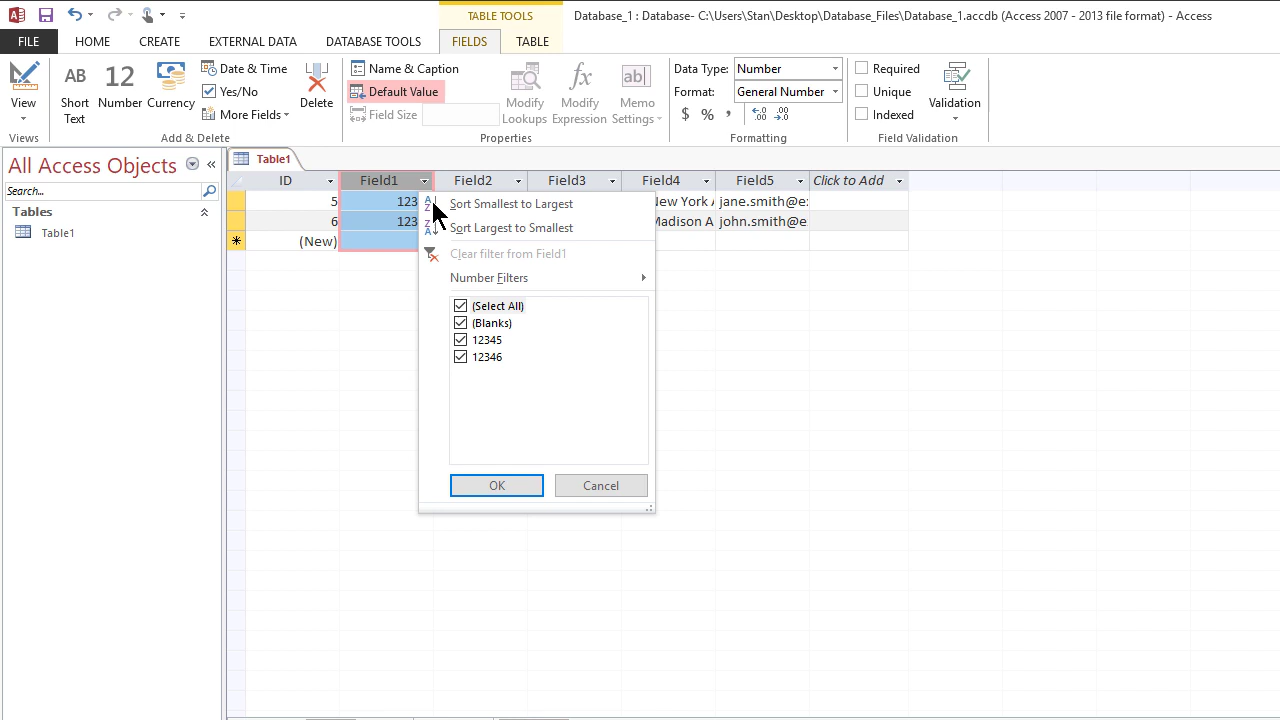 TABLE TOOLS
Database_1 : Database- C:\Users\Stan\Desktop\Database_Files\Database_1.accdb (Access 2007 - 2013 file format) - Access
FILE HOME CREATE EXTERNAL DATA DATABASE TOOLS FIELDS TABLE
View
Views
AB Short Text
12 Number
Currency
Date & Time
Yes/No
More Fields
Delete
Add & Delete
Name & Caption
Default Value
Field Size
Modify Lookups
fx Modify Expression
ab Memo Settings
Properties
Data Type: Number
Format: General Number
$ % , .00 .00
Formatting
Required
Unique
Indexed
Validation
Field Validation
All Access Objects «
Search...
Tables
Table1
Table1
ID Field1 Field2 Field3 Field4 Field5 Click to Add
5 123 New York A jane.smith@e
6 123 Madison A john.smith@e
* (New)
Sort Smallest to Largest
Sort Largest to Smallest
Clear filter from Field1
Number Filters
(Select All)
(Blanks)
12345
12346
OK Cancel